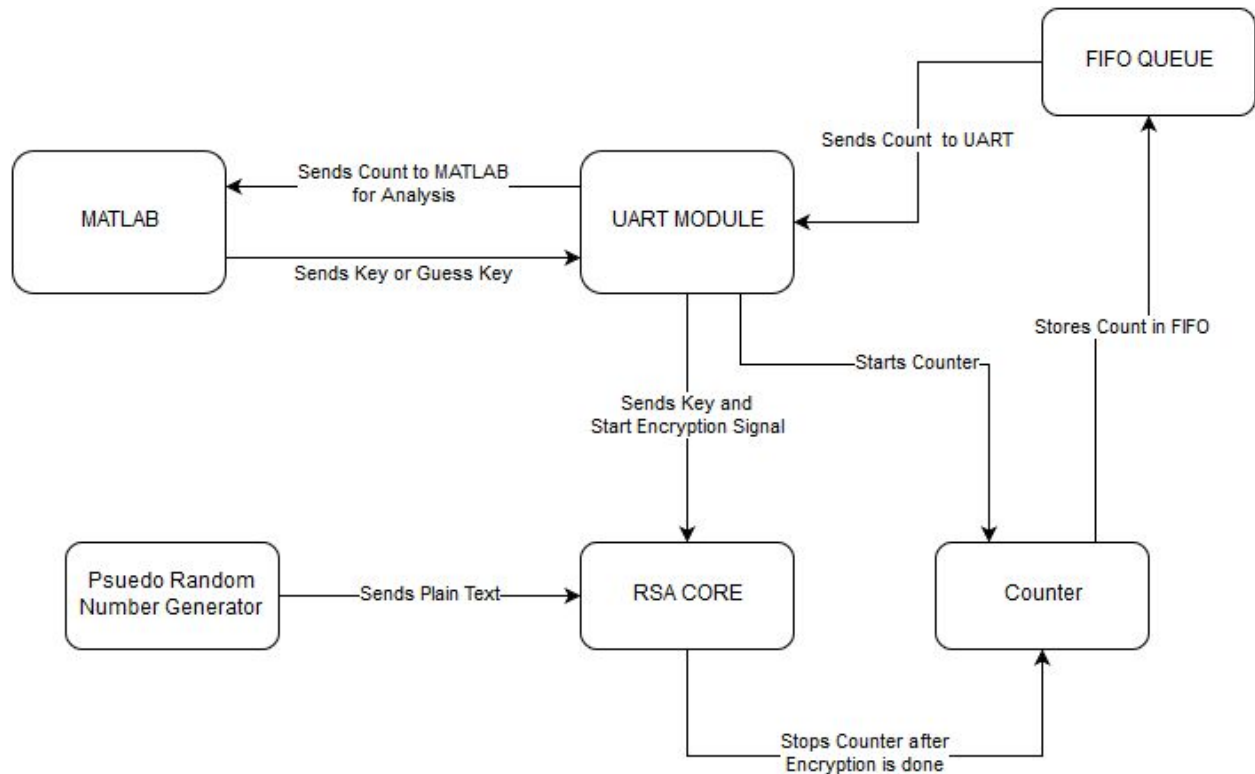 FIFO QUEUE
Sends Count to UART
Sends Count to MATLAB
for Analysis
MATLAB
UART MODULE
Sends Key or Guess Key
Stores Count in FIFO
Starts Counter
Sends Key and
Start Encryption Signal
Psuedo Random
Number Generator
Sends Plain Text
RSA CORE
Counter
Stops Counter after
Encryption is done